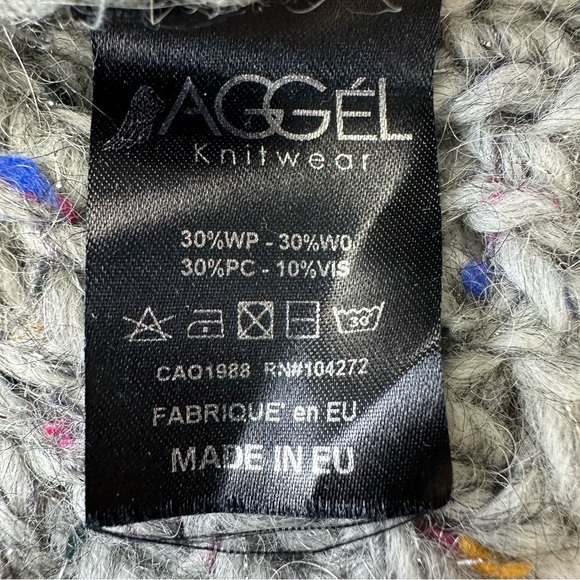 AGGÉL
Knitwear
30%WP - 30%WO
30%PC - 10%VIS
30
CAO1988 RN#104272
FABRIQUE' en EU
MADE IN EU